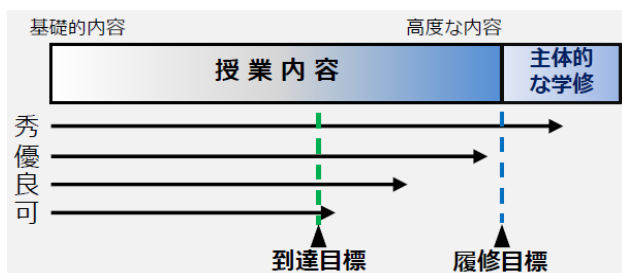 基礎的内容
高度な内容
授業内容
主体的
な学修
秀
優
良
可
到達目標
履修目標